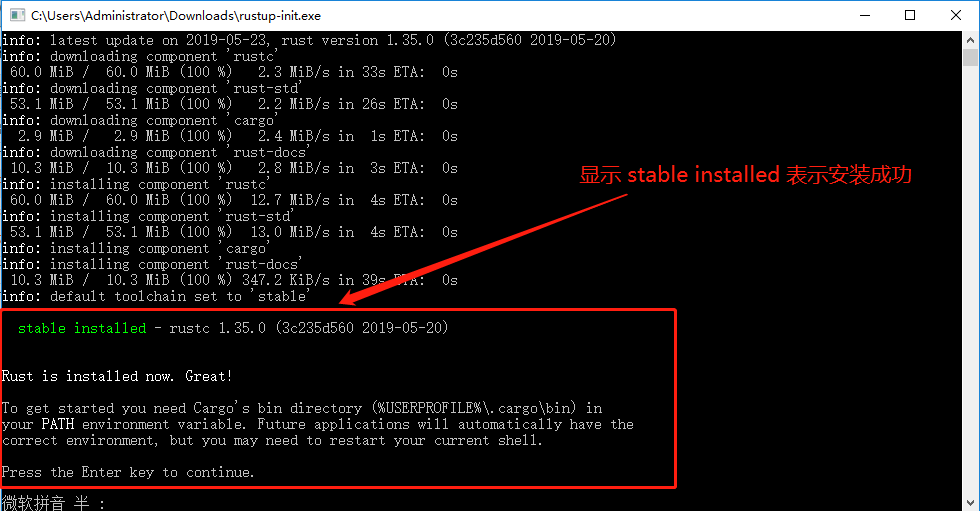 C:\Users\Administrator\Downloads\rustup-init.exe
info: latest update on 2019-05-23, rust version 1.35.0 (3c235d560 2019-05-20)
info: downloading component 'rustc'
60.0 MiB / 60.0 MiB (100 %) 2.3 MiB/s in 33s ETA: 0s
info: downloading component 'rust-std'
53.1 MiB / 53.1 MiB (100 %) 2.2 MiB/s in 26s ETA: 0s
info: downloading component 'cargo'
2.9 MiB / 2.9 MiB (100 %) 2.4 MiB/s in 1s ETA: 0s
info: downloading component 'rust-docs'
10.3 MiB / 10.3 MiB (100 %) 2.8 MiB/s in 3s ETA: 0s
info: installing component 'rustc'
显示 stable installed 表示安装成功
60.0 MiB / 60.0 MiB (100 %) 12.7 MiB/s in 4s ETA: 0s
info: installing component 'rust-std'
53.1 MiB / 53.1 MiB (100 %) 13.0 MiB/s in 4s ETA: 0s
info: installing component 'cargo'
info: installing component 'rust-docs'
10.3 MiB / 10.3 MiB (100 %) 347.2 KiB/s in 39s ETA: 0s
info: default toolchain set to 'stable'
stable installed - rustc 1.35.0 (3c235d560 2019-05-20)
Rust is installed now. Great!
To get started you need Cargo's bin directory (%USERPROFILE%\.cargo\bin) in
your PATH environment variable. Future applications will automatically have the
correct environment, but you may need to restart your current shell.
Press the Enter key to continue.
微软拼音 半 :